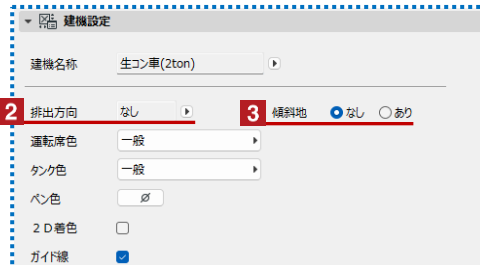 建機設定
建機名称 生コン車(2ton)
2 排出方向 なし 3 傾斜地 なし あり
運転席色 一般
タンク色 一般
ペン色
2D着色
ガイド線